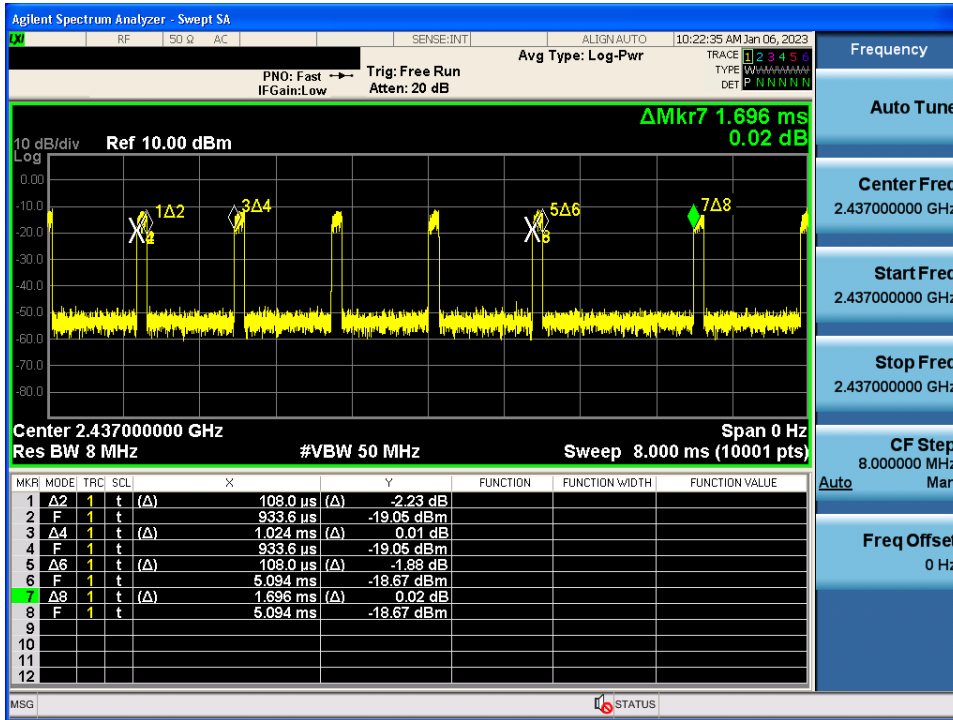 Agilent Spectrum Analyzer - Swept SA
LXI RF 50 Ω AC SENSE:INT ALIGN AUTO 10:22:35 AM Jan 06, 2023
Avg Type: Log-Pwr TRACE 1 2 3 4 5 6
PNO: Fast Trig: Free Run TYPE WWWWWW
IFGain:Low Atten: 20 dB DET P N N N N N
ΔMkr7 1.696 ms
0.02 dB
10 dB/div Ref 10.00 dBm
Log
0.00
-10.0
-20.0
-30.0
-40.0
-50.0
-60.0
-70.0
-80.0
1Δ2 3Δ4 5Δ6 7Δ8
Center 2.437000000 GHz Span 0 Hz
Res BW 8 MHz #VBW 50 MHz Sweep 8.000 ms (10001 pts)
MKR MODE TRC SCL X Y FUNCTION FUNCTION WIDTH FUNCTION VALUE
1 Δ2 1 t (Δ) 108.0 µs (Δ) -2.23 dB
2 F 1 t 933.6 µs -19.05 dBm
3 Δ4 1 t (Δ) 1.024 ms (Δ) 0.01 dB
4 F 1 t 933.6 µs -19.05 dBm
5 Δ6 1 t (Δ) 108.0 µs (Δ) -1.88 dB
6 F 1 t 5.094 ms -18.67 dBm
7 Δ8 1 t (Δ) 1.696 ms (Δ) 0.02 dB
8 F 1 t 5.094 ms -18.67 dBm
9
10
11
12
MSG STATUS
Frequency
Auto Tune
Center Freq
2.437000000 GHz
Start Freq
2.437000000 GHz
Stop Freq
2.437000000 GHz
CF Step
8.000000 MHz
Auto Man
Freq Offset
0 Hz